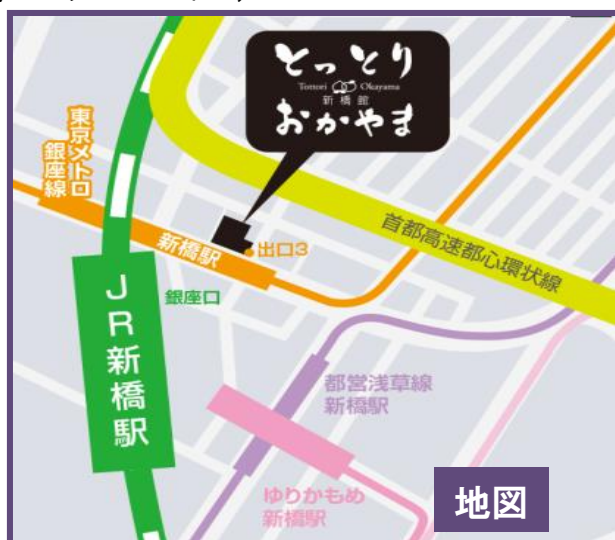 とっとり
Tottori Okayama
新橋館
おかやま
東京メトロ
銀座線
新橋駅
出口3
首都高速都心環状線
銀座口
JR新橋駅
都営浅草線
新橋駅
ゆりかもめ
新橋駅
地図